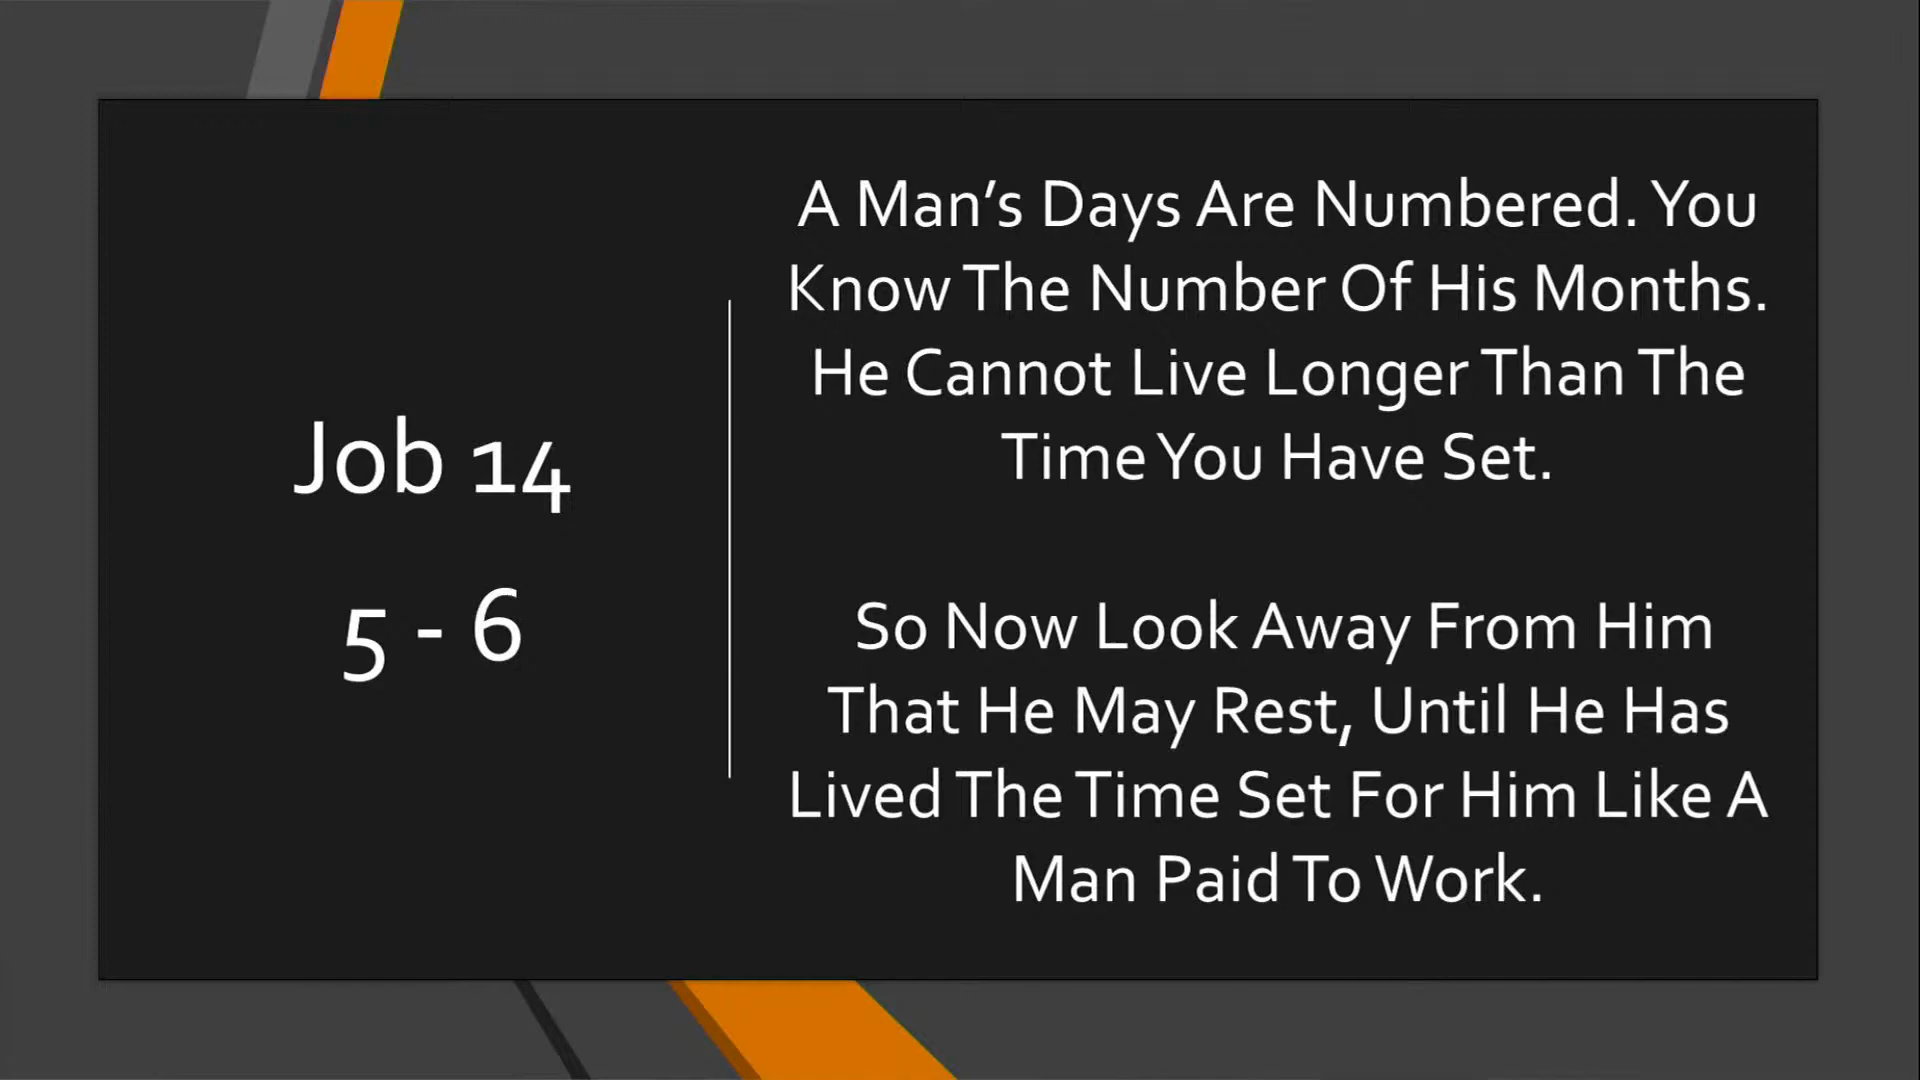 Job 14
5 - 6
A Man’s Days Are Numbered. You
Know The Number Of His Months.
He Cannot Live Longer Than The
Time You Have Set.
So Now Look Away From Him
That He May Rest, Until He Has
Lived The Time Set For Him Like A
Man Paid To Work.